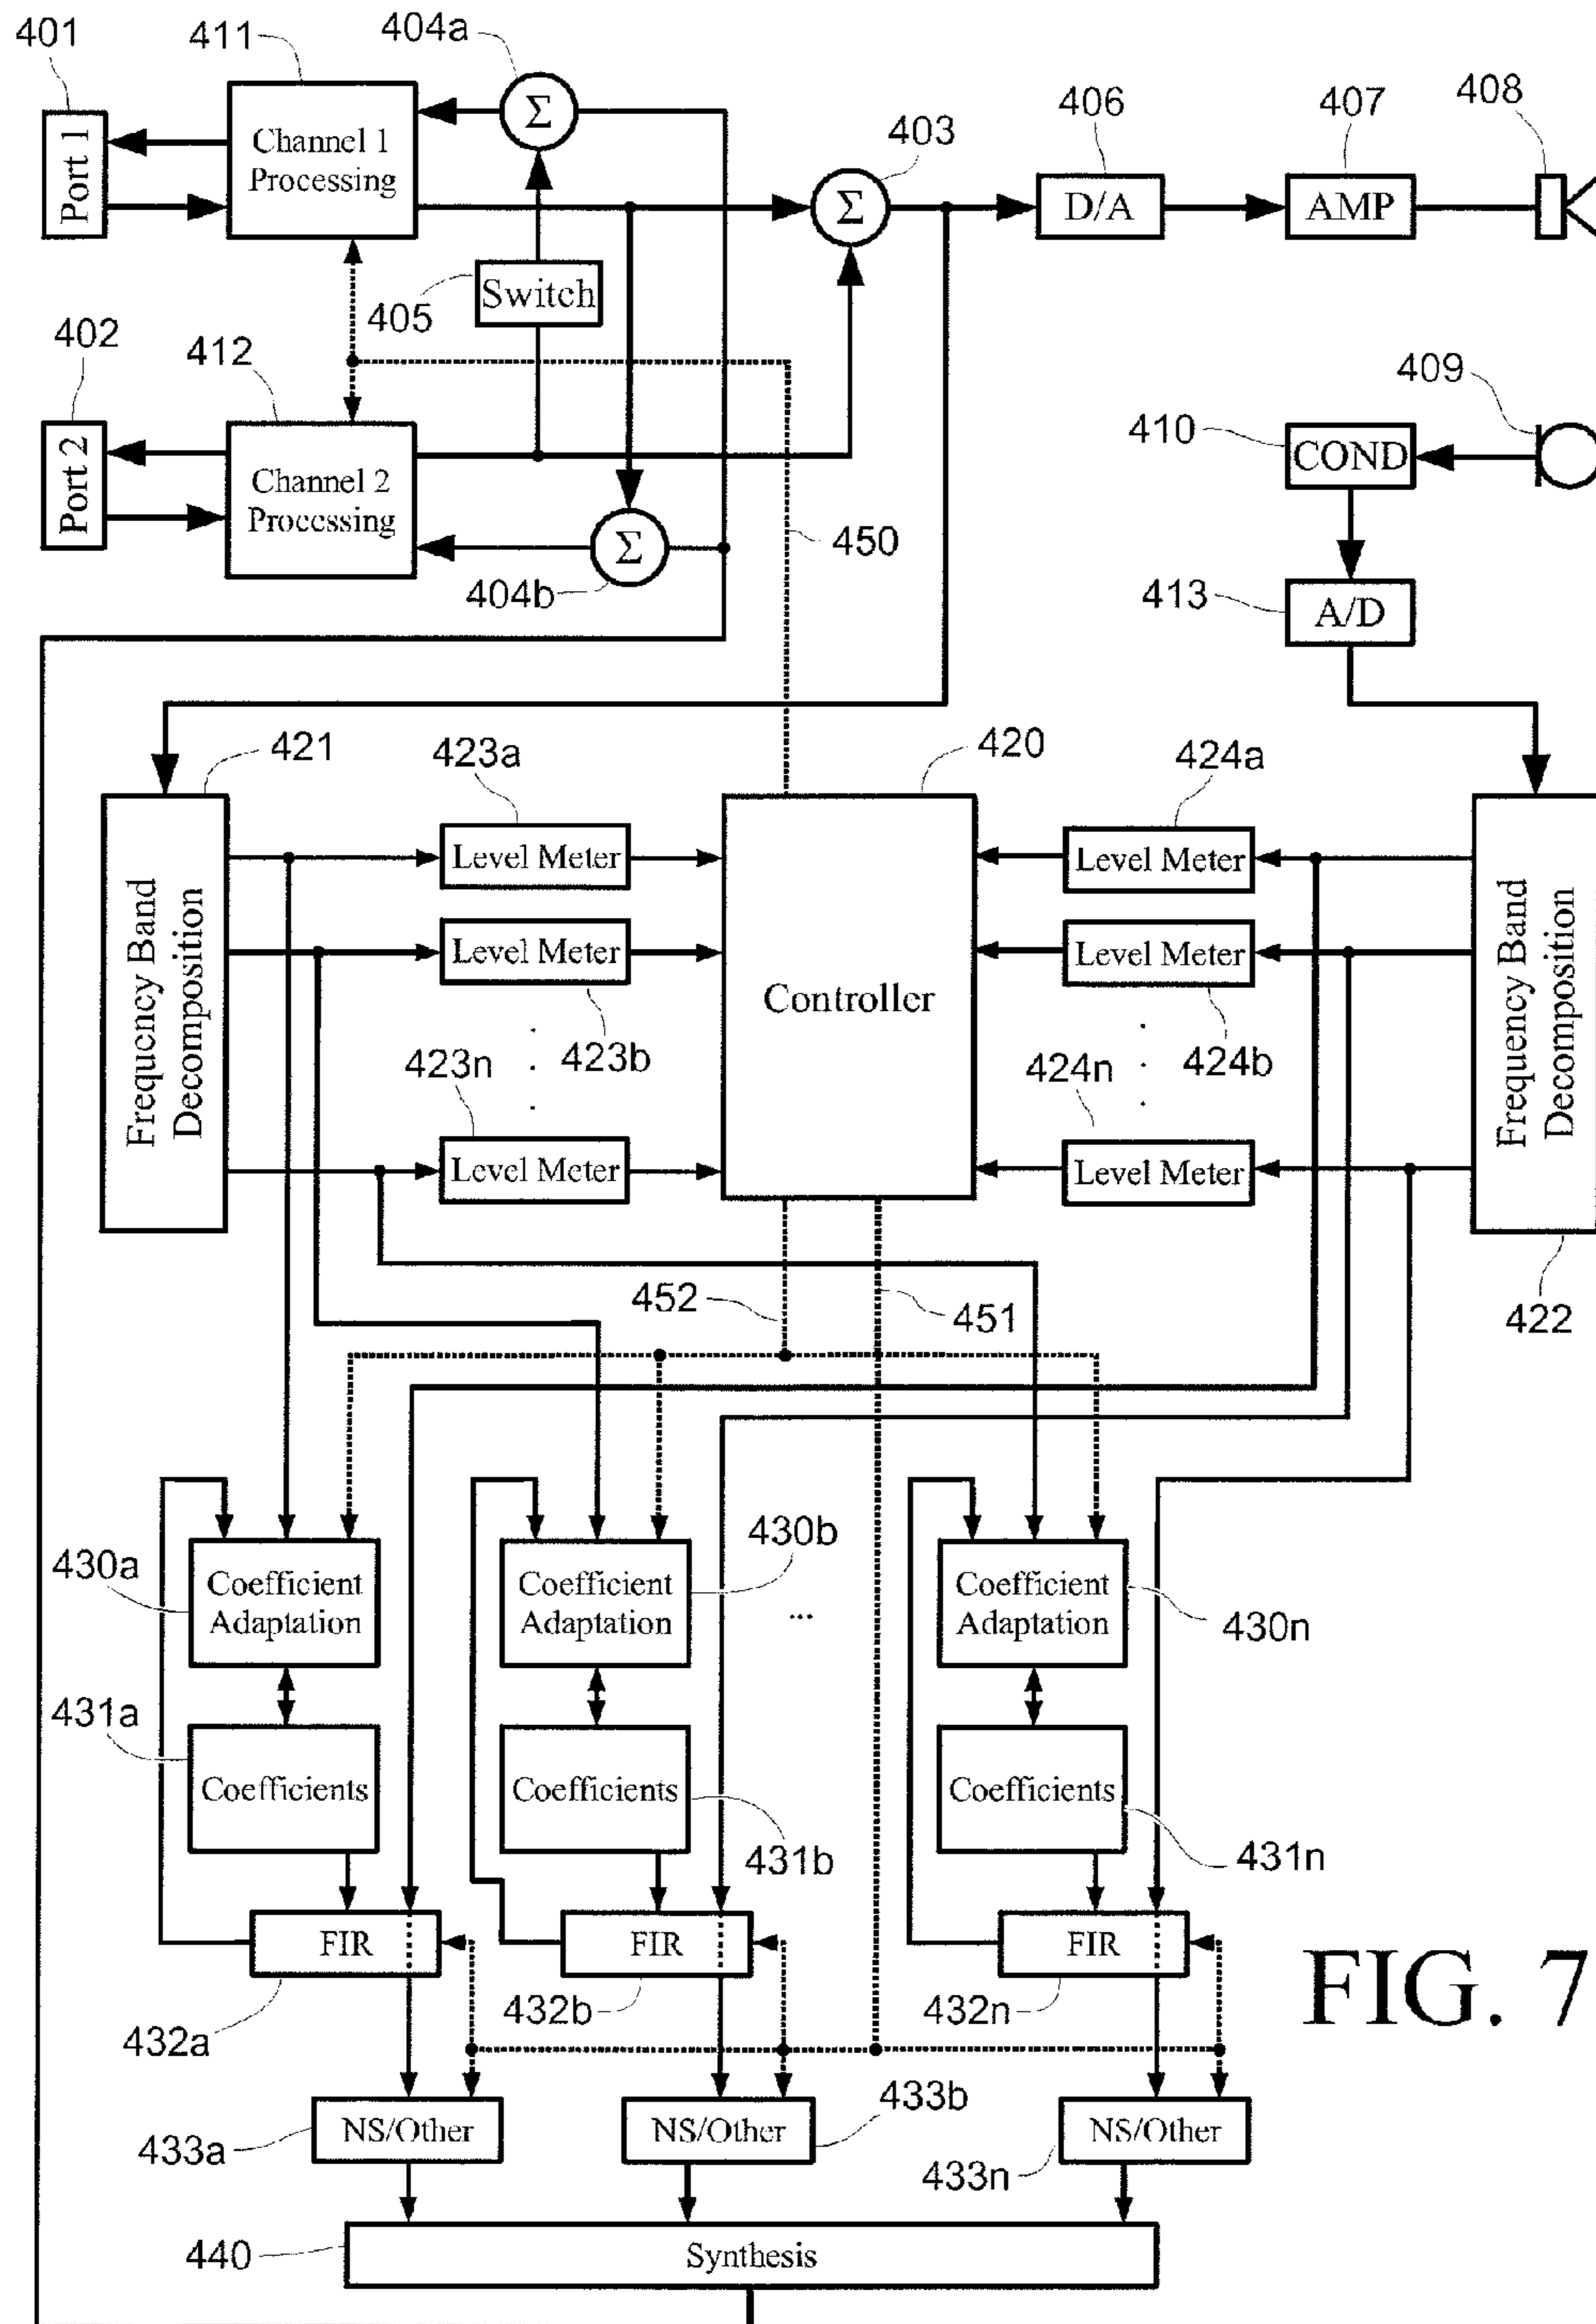 401
411
404a
Port 1
Channel 1
Processing
Σ
403
Σ
406
D/A
407
AMP
408
405
Switch
402
412
Port 2
Channel 2
Processing
Σ
404b
450
409
410
COND
413
A/D
421
423a
420
424a
Frequency Band
Decomposition
Level Meter
Level Meter
.
.
.
423b
423n
Level Meter
Controller
Level Meter
Level Meter
.
.
.
424b
424n
Level Meter
Frequency Band
Decomposition
422
452
451
430a
Coefficient
Adaptation
Coefficient
Adaptation
430b
...
Coefficient
Adaptation
430n
431a
Coefficients
Coefficients
431b
Coefficients
431n
FIR
432a
FIR
432b
FIR
432n
FIG. 7
NS/Other
433a
NS/Other
433b
NS/Other
433n
440
Synthesis